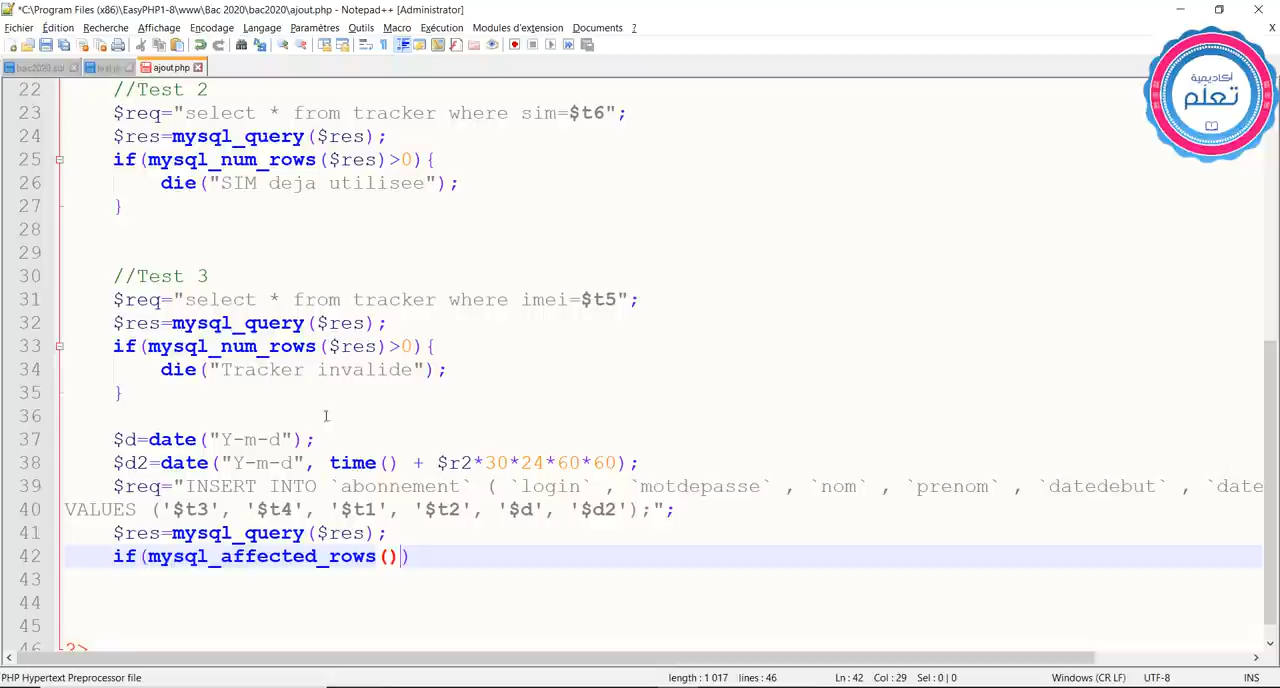 *C:\Program Files (x86)\EasyPHP1-8\www\Bac 2020\bac2020\ajout.php - Notepad++ [Administrator]
Fichier Édition Recherche Affichage Encodage Langage Paramètres Outils Macro Exécution Modules d'extension Documents ? X
ajout.php
أكاديمية
تعلّم
22 //Test 2
23 $req="select * from tracker where sim=$t6";
24 $res=mysql_query($res);
25 if(mysql_num_rows($res)>0){
26 die("SIM deja utilisee");
27 }
28
29
30 //Test 3
31 $req="select * from tracker where imei=$t5";
32 $res=mysql_query($res);
33 if(mysql_num_rows($res)>0){
34 die("Tracker invalide");
35 }
36
37 $d=date("Y-m-d");
38 $d2=date("Y-m-d", time() + $r2*30*24*60*60);
39 $req="INSERT INTO `abonnement` ( `login` , `motdepasse` , `nom` , `prenom` , `datedebut` , `date
40 VALUES ('$t3', '$t4', '$t1', '$t2', '$d', '$d2');";
41 $res=mysql_query($res);
42 if(mysql_affected_rows())
43
44
45
46 ?>
PHP Hypertext Preprocessor file length : 1 017 lines : 46 Ln : 42 Col : 29 Sel : 0 | 0 Windows (CR LF) UTF-8 INS